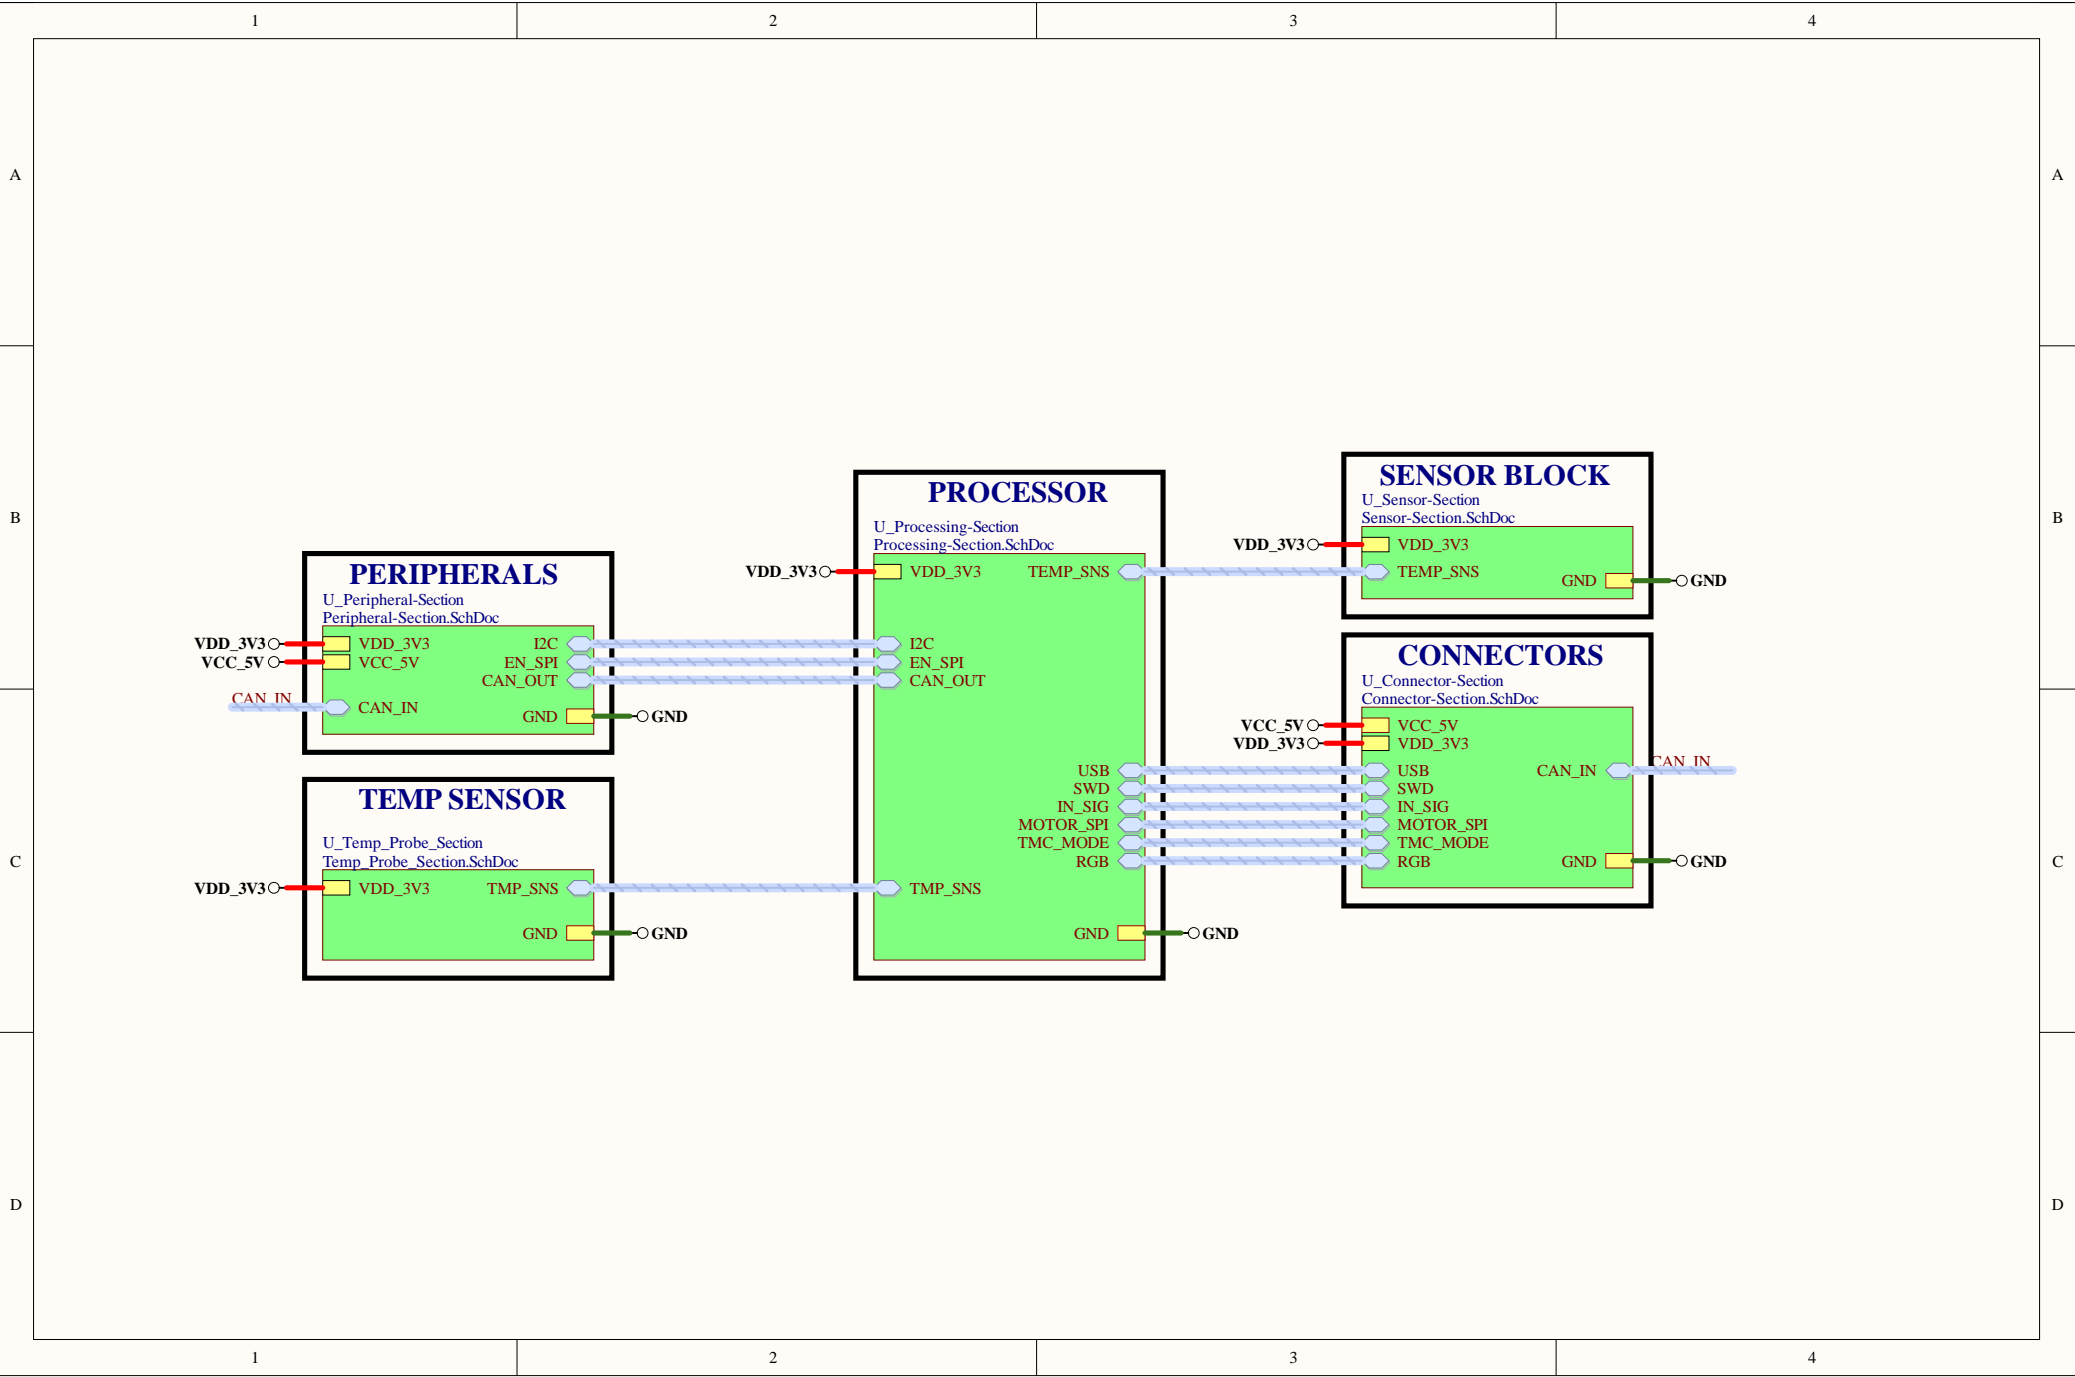 1 2 3 4
A A
B B
C C
D D
PERIPHERALS
U_Peripheral-Section
Peripheral-Section.SchDoc
VDD_3V3 VDD_3V3 I2C
VCC_5V VCC_5V EN_SPI
CAN_OUT
CAN_IN CAN_IN
GND GND
TEMP SENSOR
U_Temp_Probe_Section
Temp_Probe_Section.SchDoc
VDD_3V3 VDD_3V3 TMP_SNS
GND GND
PROCESSOR
U_Processing-Section
Processing-Section.SchDoc
VDD_3V3 VDD_3V3 TEMP_SNS
I2C
EN_SPI
CAN_OUT
USB
SWD
IN_SIG
MOTOR_SPI
TMC_MODE
RGB
TMP_SNS
GND GND
SENSOR BLOCK
U_Sensor-Section
Sensor-Section.SchDoc
VDD_3V3 VDD_3V3
TEMP_SNS
GND GND
CONNECTORS
U_Connector-Section
Connector-Section.SchDoc
VCC_5V VCC_5V
VDD_3V3 VDD_3V3
USB CAN_IN CAN_IN
SWD
IN_SIG
MOTOR_SPI
TMC_MODE
RGB GND GND
1 2 3 4